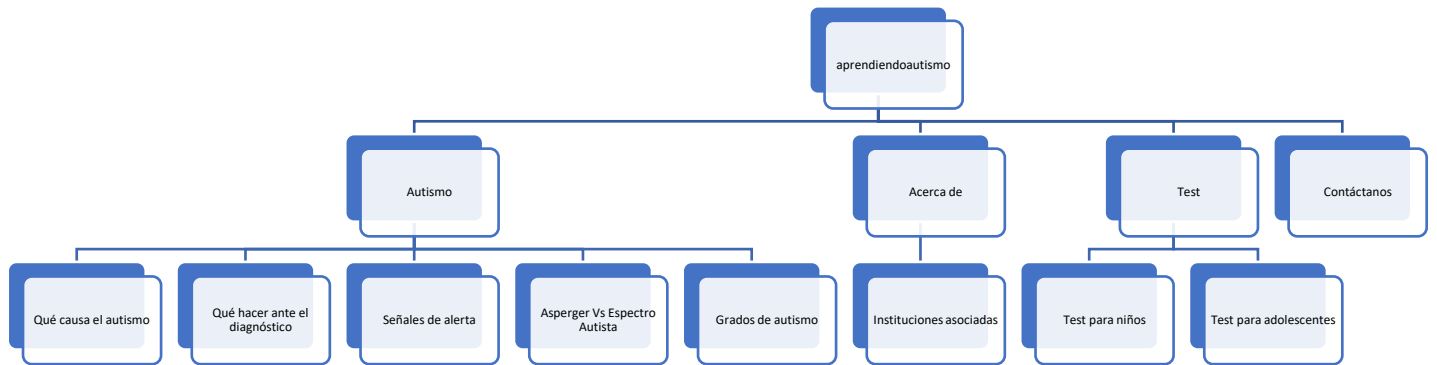 aprendiendoautismo
Autismo
Acerca de
Test
Contáctanos
Qué causa el autismo
Qué hacer ante el
diagnóstico
Señales de alerta
Asperger Vs Espectro
Autista
Grados de autismo
Instituciones asociadas
Test para niños
Test para adolescentes